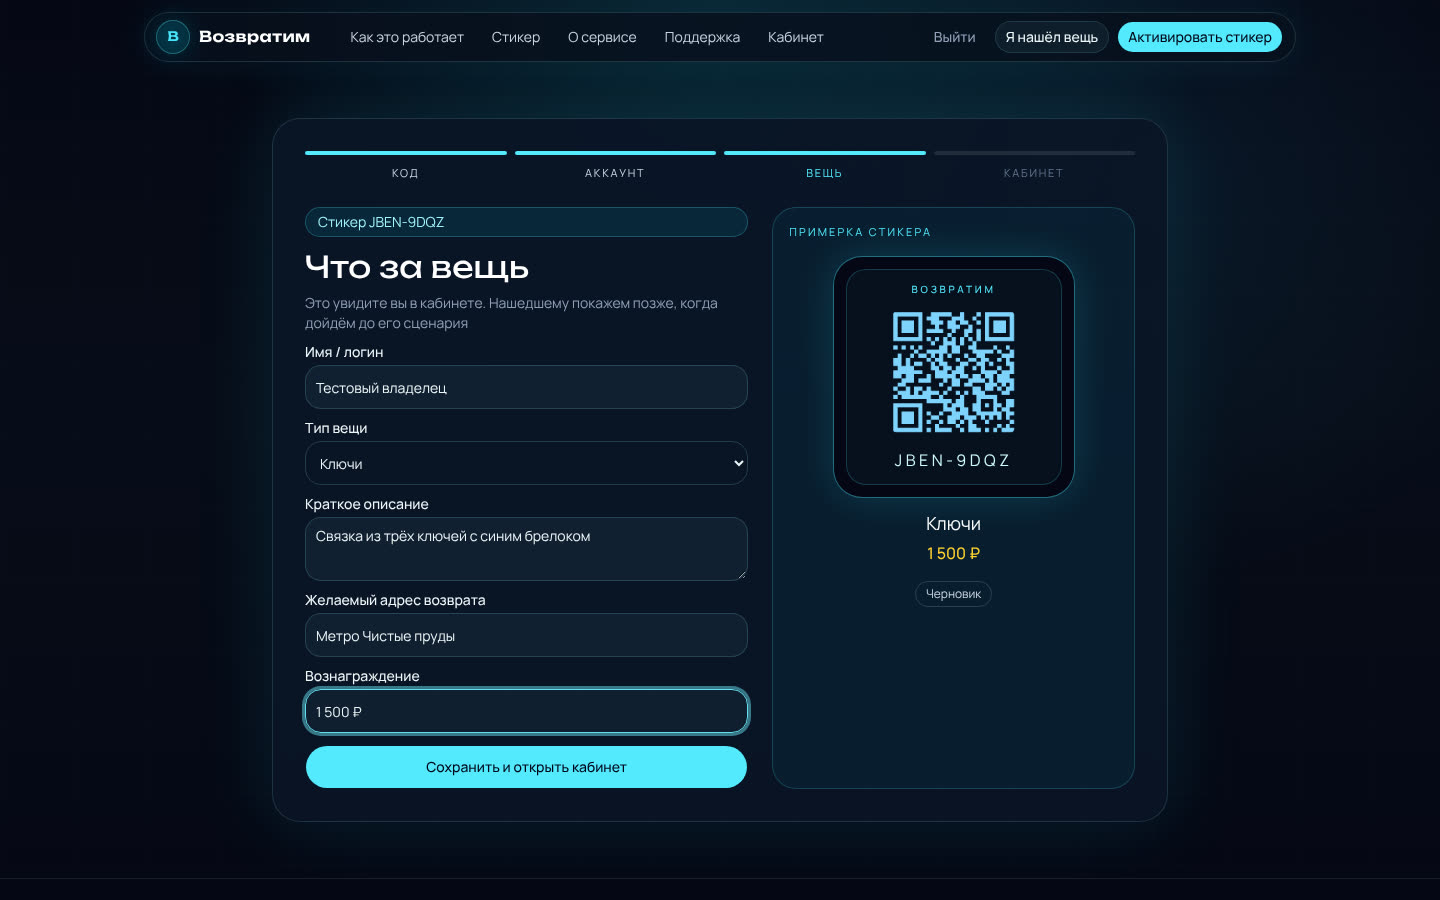 В Возвратим Как это работает Стикер О сервисе Поддержка Кабинет Выйти Я нашёл вещь Активировать стикер
КОД АККАУНТ ВЕЩЬ КАБИНЕТ
Стикер JBEN-9DQZ
Что за вещь
Это увидите вы в кабинете. Нашедшему покажем позже, когда
дойдём до его сценария
Имя / логин
Тестовый владелец
Тип вещи
Ключи
Краткое описание
Связка из трёх ключей с синим брелоком
Желаемый адрес возврата
Метро Чистые пруды
Вознаграждение
1 500 ₽
Сохранить и открыть кабинет
ПРИМЕРКА СТИКЕРА
ВОЗВРАТИМ
JBEN-9DQZ
Ключи
1 500 ₽
Черновик